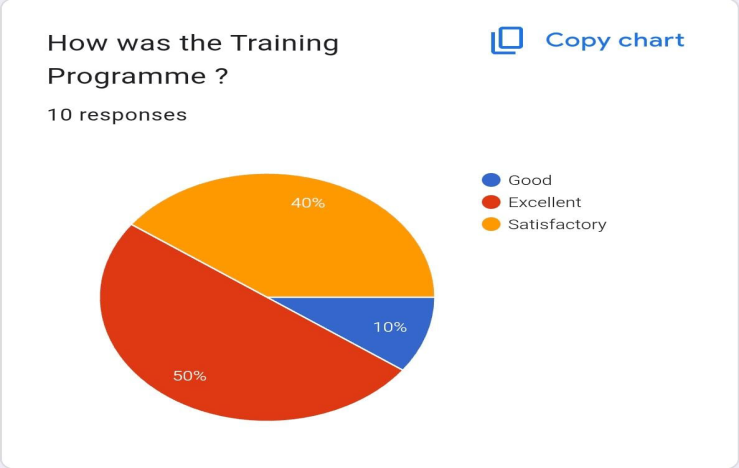 How was the Training
Programme ?
Copy chart
10 responses
40%
10%
50%
Good
Excellent
Satisfactory